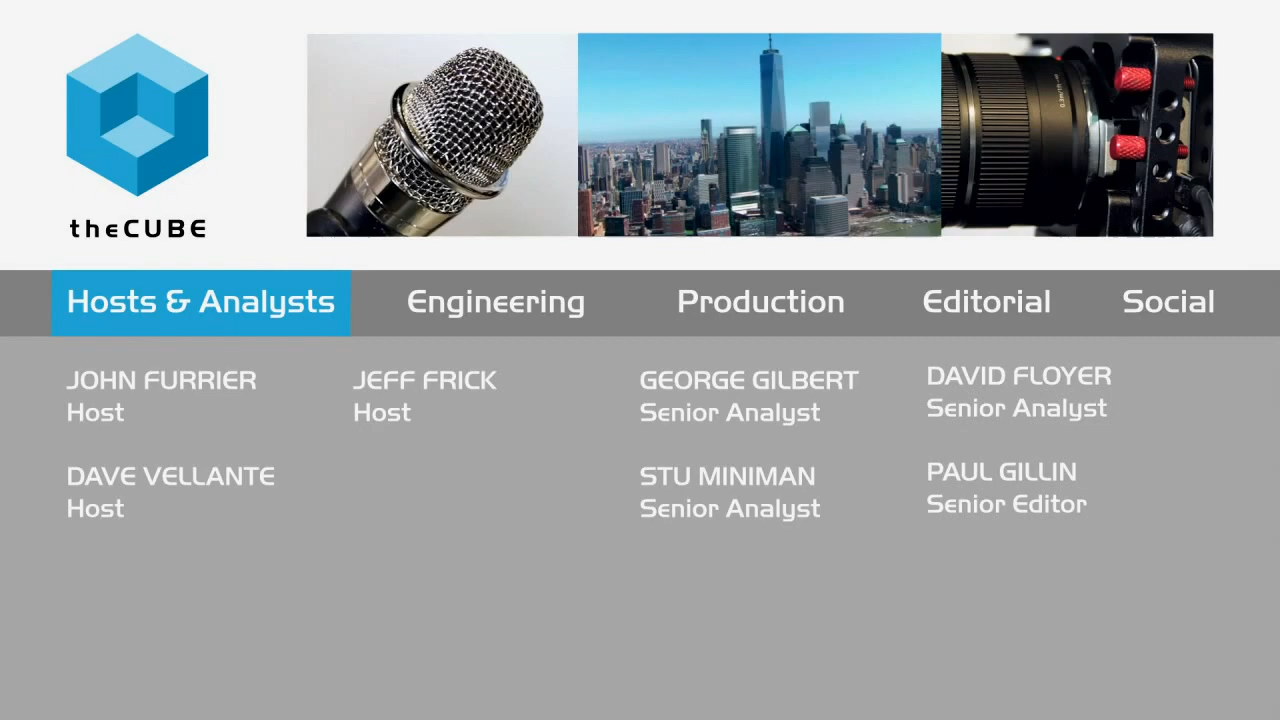 theCUBE
Hosts & Analysts
Engineering
Production
Editorial
Social
JOHN FURRIER
Host
JEFF FRICK
Host
GEORGE GILBERT
Senior Analyst
DAVID FLOYER
Senior Analyst
DAVE VELLANTE
Host
STU MINIMAN
Senior Analyst
PAUL GILLIN
Senior Editor